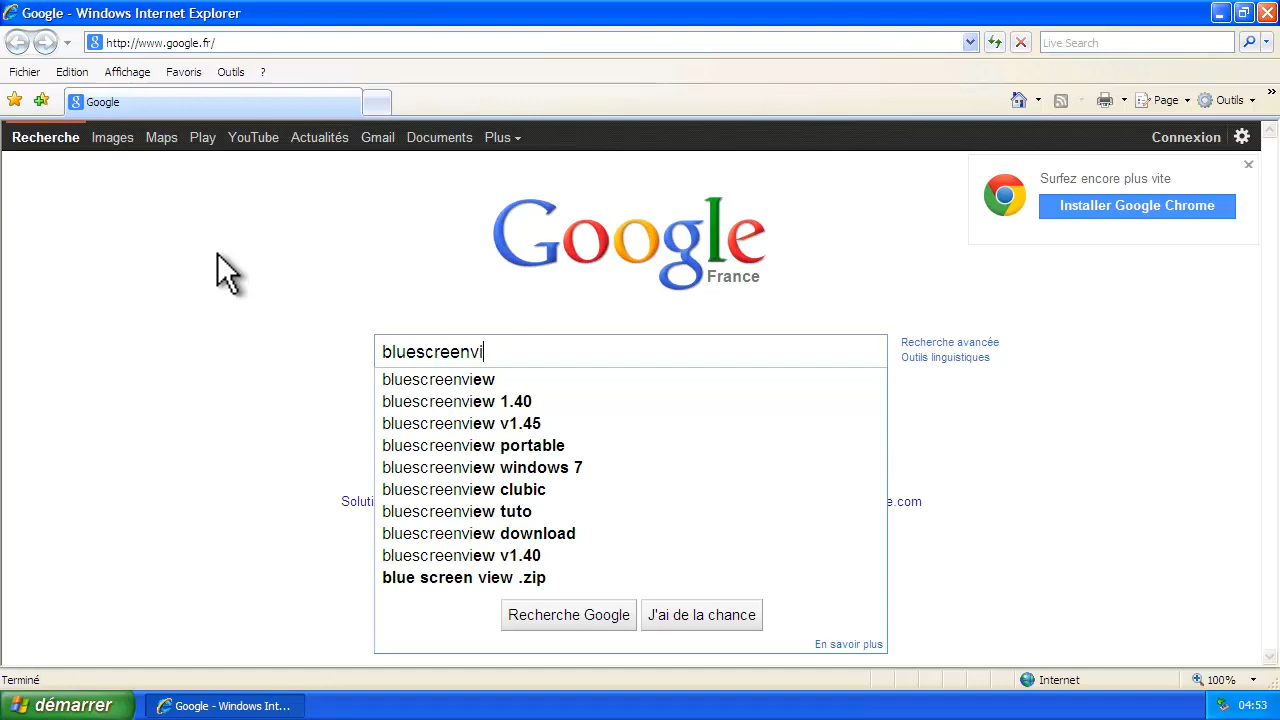 Google - Windows Internet Explorer
http://www.google.fr/
Live Search
Fichier Edition Affichage Favoris Outils ?
Google
Page Outils
Recherche Images Maps Play YouTube Actualités Gmail Documents Plus
Connexion
Surfez encore plus vite
Installer Google Chrome
Google
France
bluescreenvi
Recherche avancée
Outils linguistiques
bluescreenview
bluescreenview 1.40
bluescreenview v1.45
bluescreenview portable
bluescreenview windows 7
bluescreenview clubic
Soluti
e.com
bluescreenview tuto
bluescreenview download
bluescreenview v1.40
blue screen view .zip
Recherche Google J'ai de la chance
En savoir plus
Terminé
Internet
100%
démarrer
Google - Windows Int...
04:53